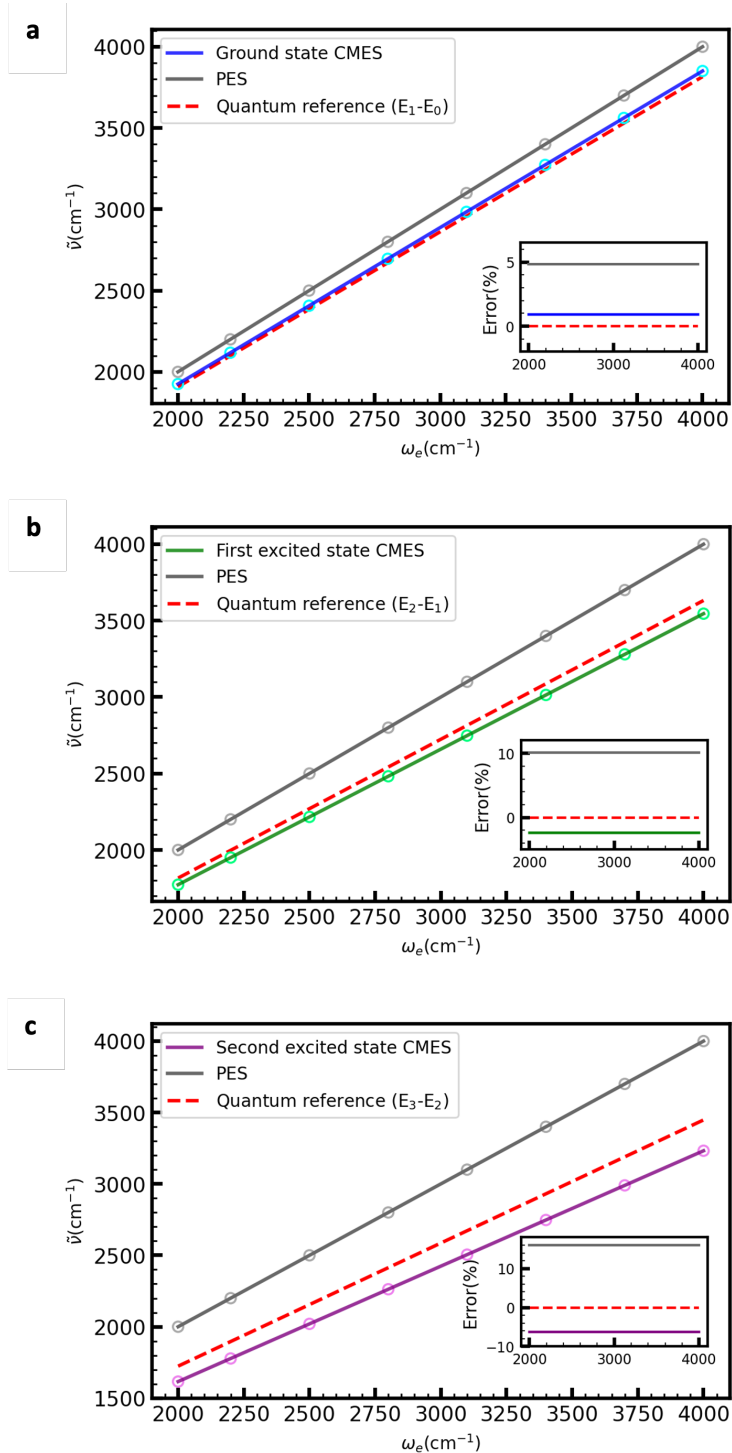 a
Ground state CMES
PES
Quantum reference (E₁-E₀)
4000
3500
3000
2500
2000
ν̃(cm⁻¹)
5
0
Error(%)
2000 3000 4000
2000 2250 2500 2750 3000 3250 3500 3750 4000
ωₑ(cm⁻¹)
b
First excited state CMES
PES
Quantum reference (E₂-E₁)
4000
3500
3000
2500
2000
ν̃(cm⁻¹)
10
0
Error(%)
2000 3000 4000
2000 2250 2500 2750 3000 3250 3500 3750 4000
ωₑ(cm⁻¹)
c
Second excited state CMES
PES
Quantum reference (E₃-E₂)
4000
3500
3000
2500
2000
1500
ν̃(cm⁻¹)
10
0
−10
Error(%)
2000 3000 4000
2000 2250 2500 2750 3000 3250 3500 3750 4000
ωₑ(cm⁻¹)